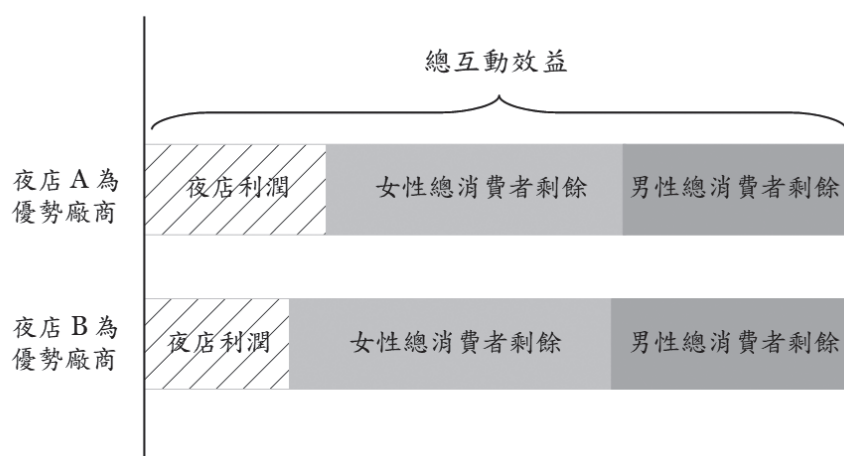 總互動效益
夜店 A 為
優勢廠商
夜店利潤
女性總消費者剩餘
男性總消費者剩餘
夜店 B 為
優勢廠商
夜店利潤
女性總消費者剩餘
男性總消費者剩餘